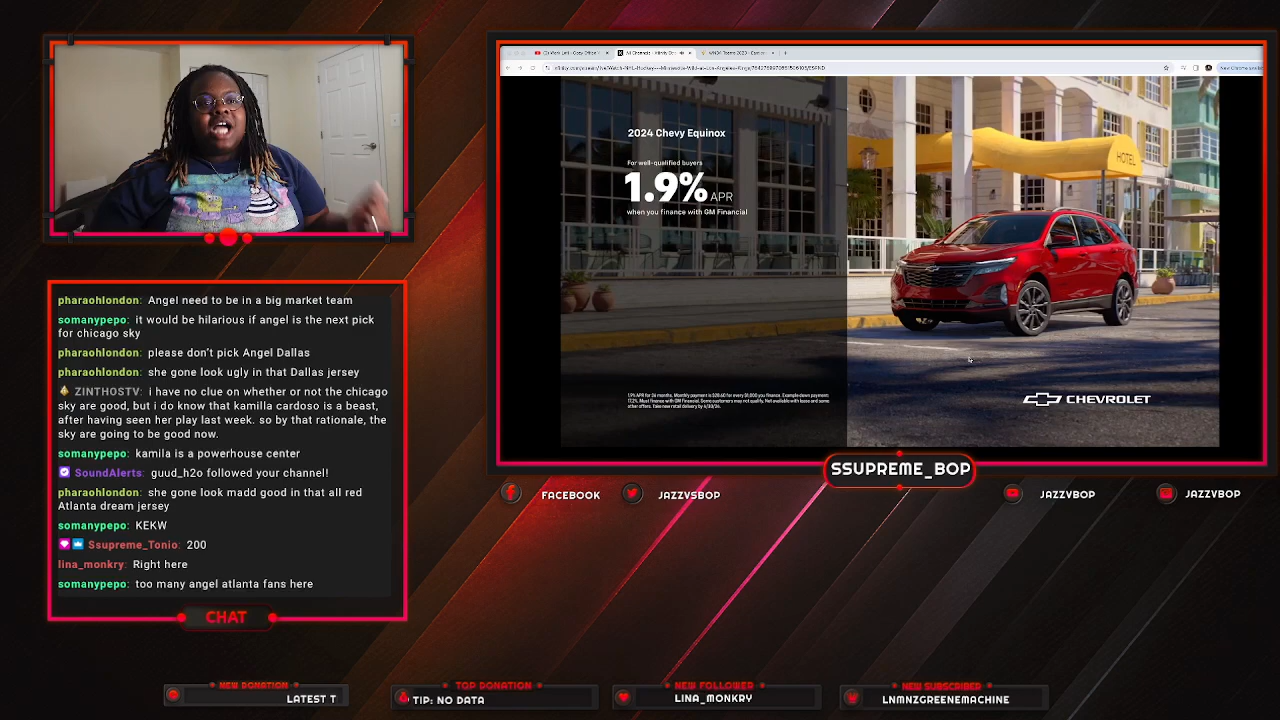 2024 Chevy Equinox
For well-qualified buyers
1.9% APR
when you finance with GM Financial
HOTEL
CHEVROLET
pharaohlondon: Angel need to be in a big market team
somanypepo: it would be hilarius if angel is the next pick
for chicago sky
pharaohlondon: please don't pick Angel Dallas
pharaohlondon: she gone look ugly in that Dallas jersey
ZINTHOSTV: i have no clue on whether or not the chicago
sky are good, but i do know that kamilla cardoso is a beast,
after having seen her play last week. so by that rationale, the
sky are going to be good now.
somanypepo: kamila is a powerhouse center
SoundAlerts: guud_h2o followed your channel!
pharaohlondon: she gone look madd good in that all red
Atlanta dream jersey
somanypepo: KEKW
Ssupreme_Tonio: 200
lina_monkry: Right here
somanypepo: too many angel atlanta fans here
CHAT
SSUPREME_BOP
FACEBOOK
JAZZVSBOP
JAZZVBOP
JAZZVBOP
NEW DONATION
LATEST T
TOP DONATION
TIP: NO DATA
NEW FOLLOWER
LINA_MONKRY
NEW SUBSCRIBER
LNMNZGREENEMACHINE